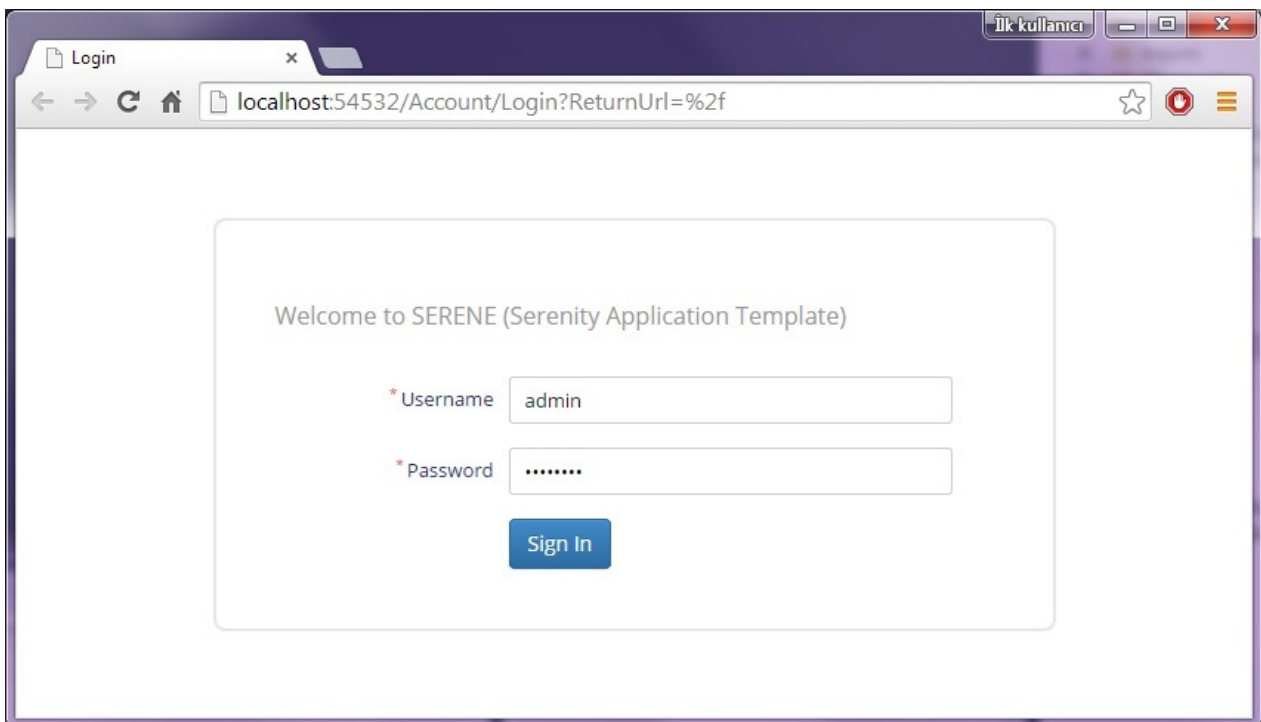 İlk kullanıcı
Login
localhost:54532/Account/Login?ReturnUrl=%2f
Welcome to SERENE (Serenity Application Template)
* Username admin
* Password ••••••••
Sign In